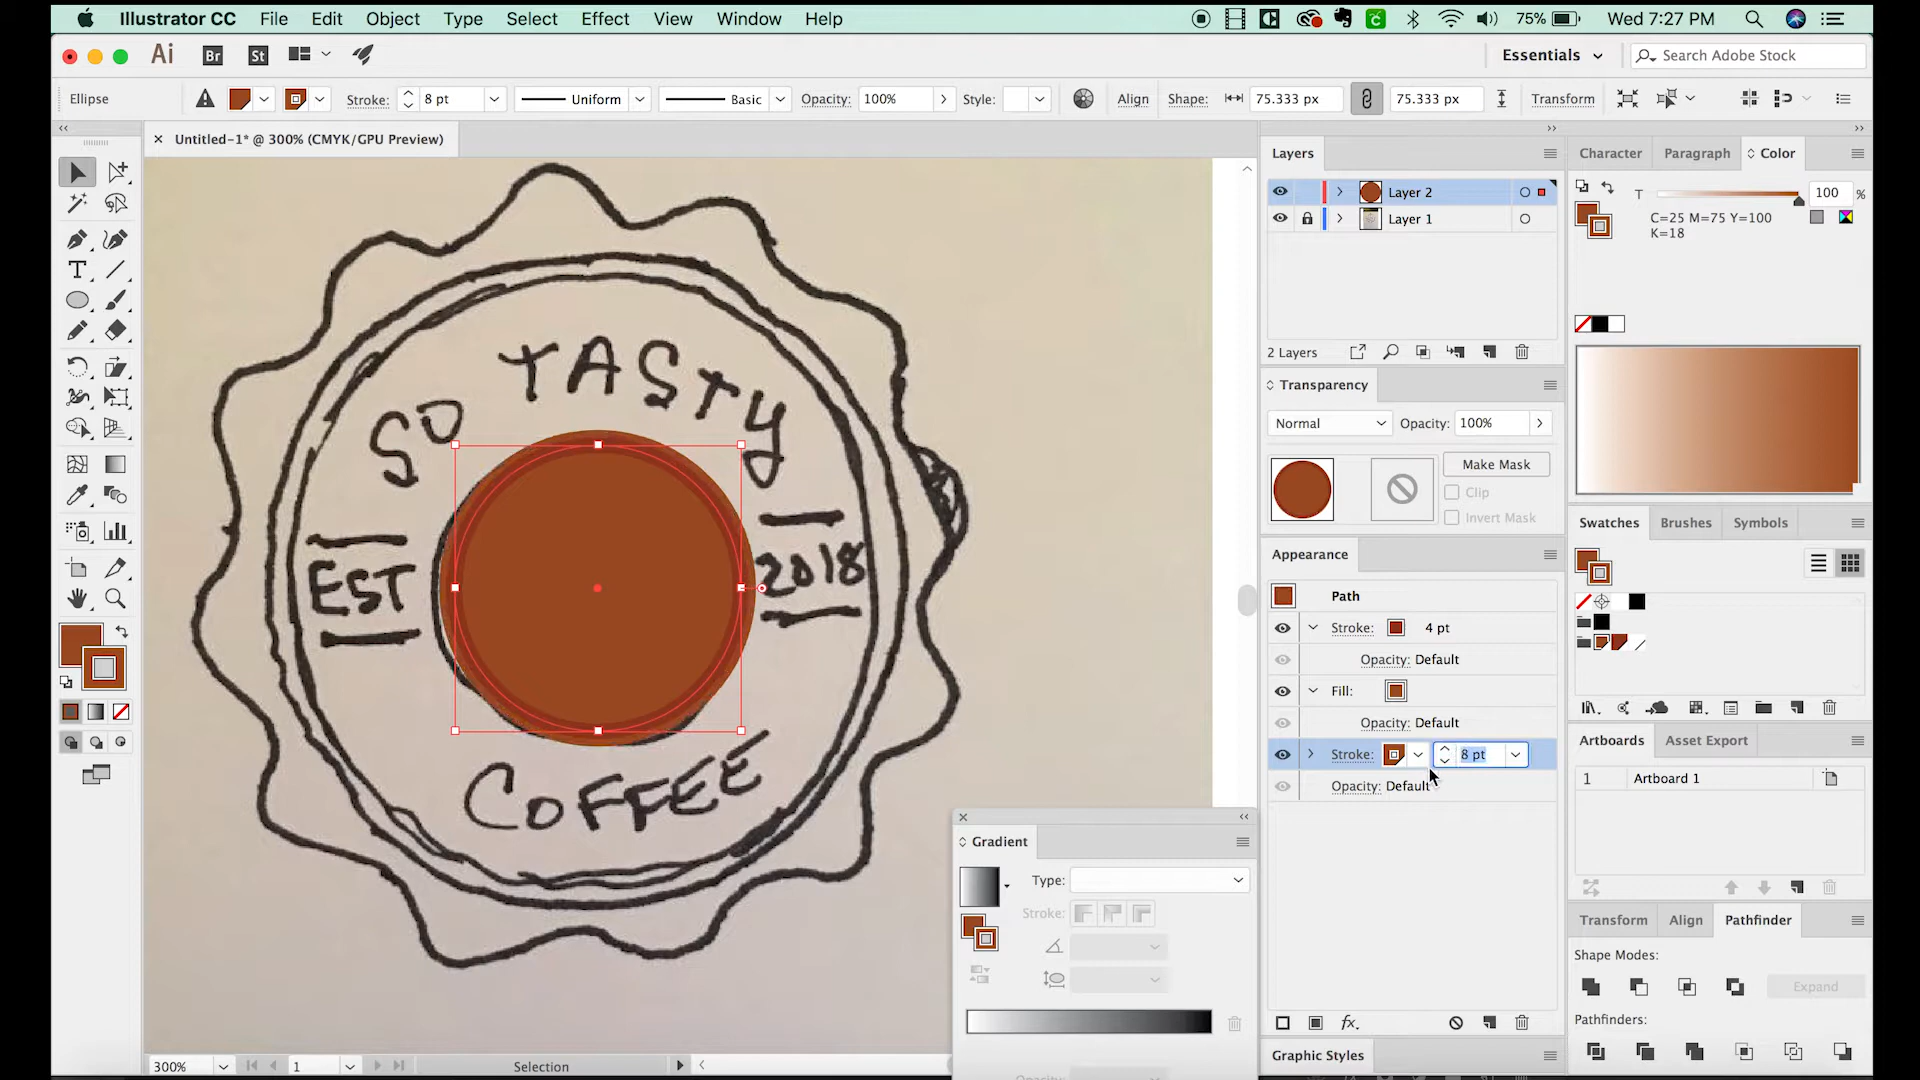 Illustrator CC File Edit Object Type Select Effect View Window Help 75% Wed 7:27 PM
Ai Br St Essentials Search Adobe Stock
Ellipse Stroke: 8 pt Uniform Basic Opacity: 100% Style: Align Shape: 75.333 px 75.333 px Transform
Untitled-1* @ 300% (CMYK/GPU Preview)
SO TASTY
EST
2018
COFFEE
300% 1 Selection
Layers
Layer 2
Layer 1
2 Layers
Transparency
Normal Opacity: 100%
Make Mask
Clip
Invert Mask
Appearance
Path
Stroke: 4 pt
Opacity: Default
Fill:
Opacity: Default
Stroke: 8 pt
Opacity: Default
Graphic Styles
Gradient
Type:
Stroke:
Character Paragraph Color
T 100 %
C=25 M=75 Y=100
K=18
Swatches Brushes Symbols
Artboards Asset Export
1 Artboard 1
Transform Align Pathfinder
Shape Modes:
Expand
Pathfinders: